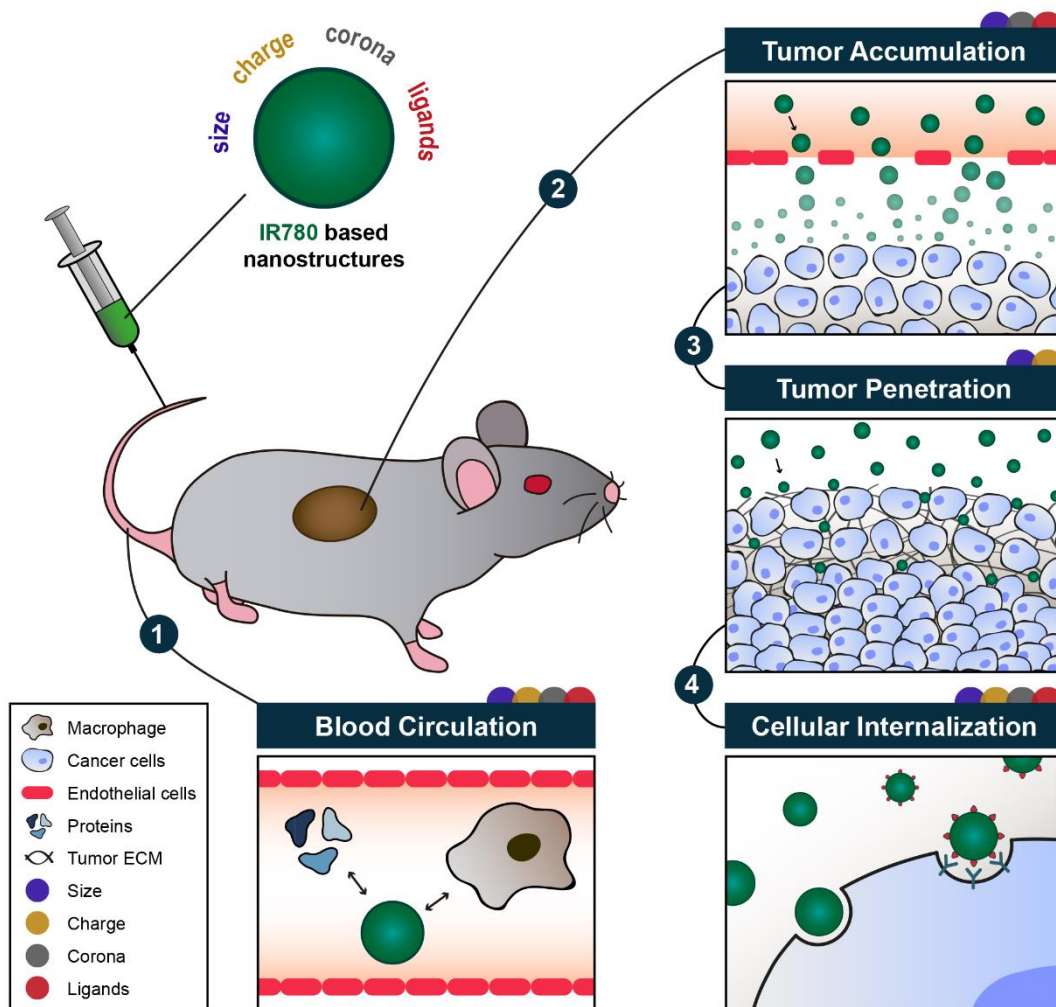 size
charge
corona
ligands
IR780 based
nanostructures
1
2
3
4
Tumor Accumulation
Tumor Penetration
Blood Circulation
Cellular Internalization
Macrophage
Cancer cells
Endothelial cells
Proteins
Tumor ECM
Size
Charge
Corona
Ligands